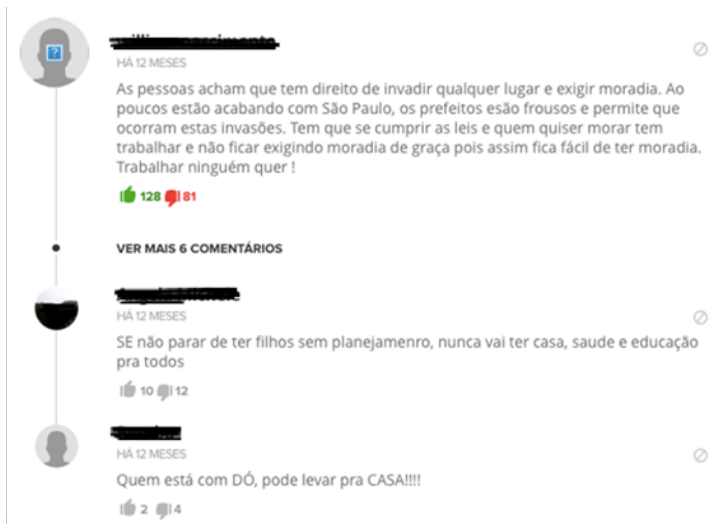 HÁ 12 MESES
As pessoas acham que tem direito de invadir qualquer lugar e exigir moradia. Ao
poucos estão acabando com São Paulo, os prefeitos esão frousos e permite que
ocorram estas invasões. Tem que se cumprir as leis e quem quiser morar tem
trabalhar e não ficar exigindo moradia de graça pois assim fica fácil de ter moradia.
Trabalhar ninguém quer !
128 81
VER MAIS 6 COMENTÁRIOS
HÁ 12 MESES
SE não parar de ter filhos sem planejamenro, nunca vai ter casa, saude e educação
pra todos
10 12
HÁ 12 MESES
Quem está com DÓ, pode levar pra CASA!!!!
2 4